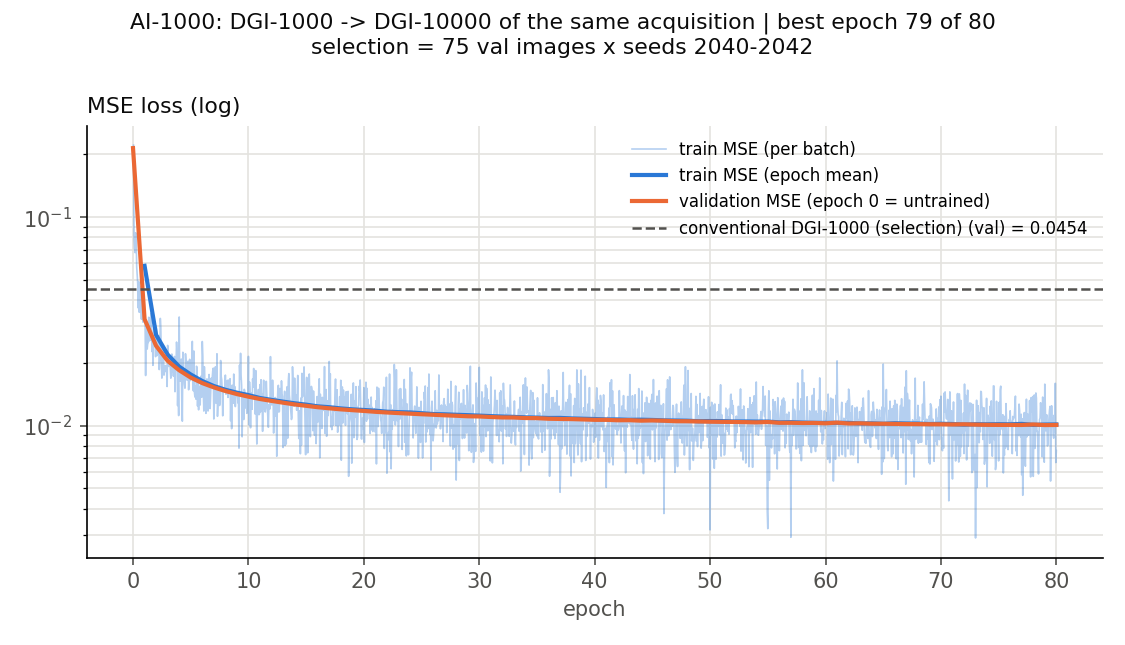 AI-1000: DGI-1000 -> DGI-10000 of the same acquisition | best epoch 79 of 80
selection = 75 val images x seeds 2040-2042
MSE loss (log)
train MSE (per batch)
train MSE (epoch mean)
validation MSE (epoch 0 = untrained)
conventional DGI-1000 (selection) (val) = 0.0454
10⁻¹
10⁻²
0 10 20 30 40 50 60 70 80
epoch